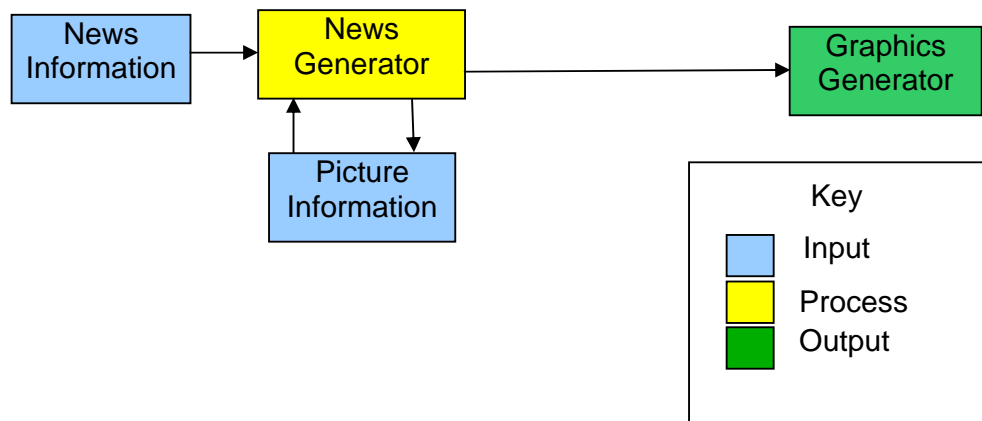 News
Information
News
Generator
Graphics
Generator
Picture
Information
Key
Input
Process
Output